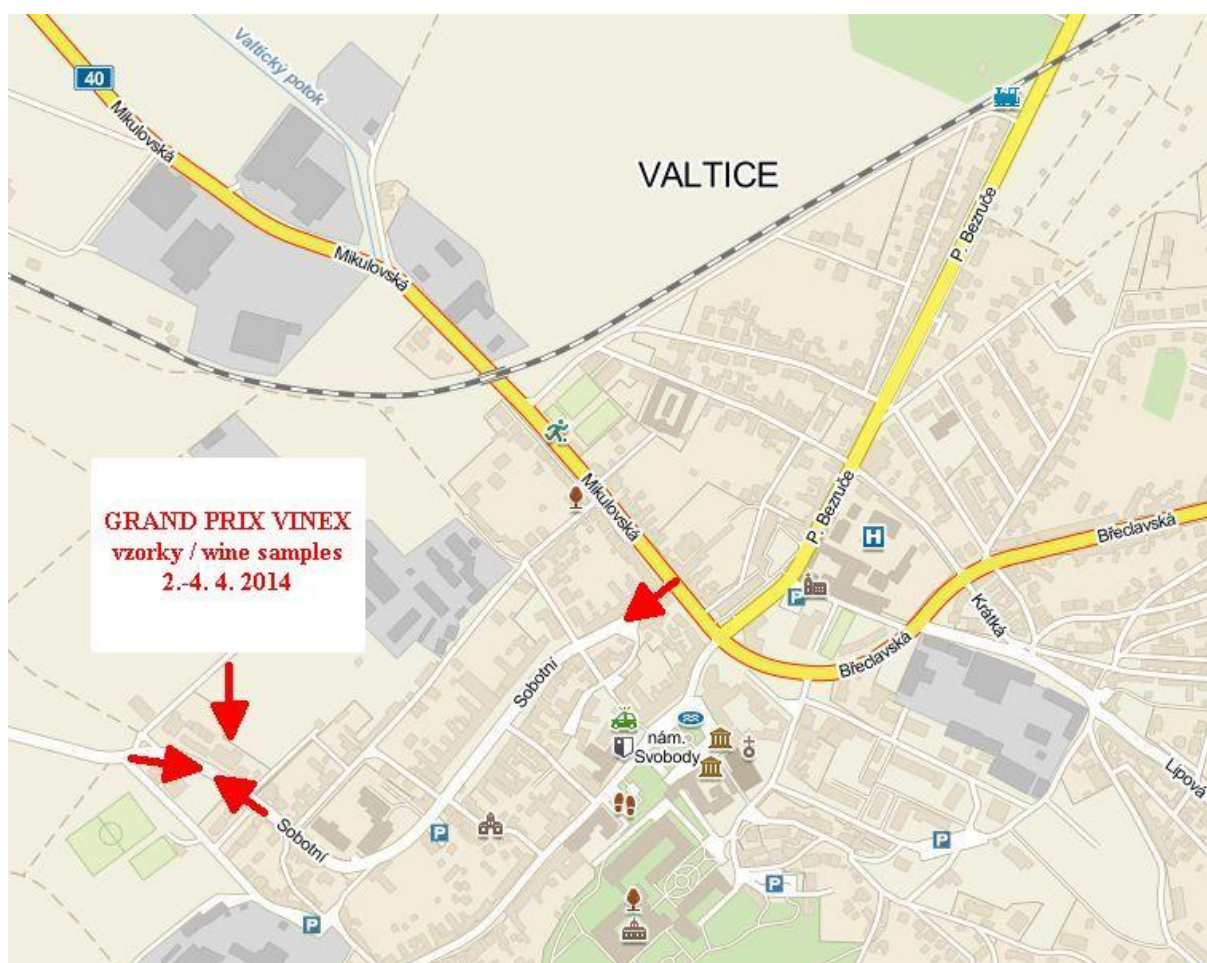 40
Valtický potok
Mikulovská
VALTICE
P. Bezruče
Mikulovská
GRAND PRIX VINEX
vzorky / wine samples
2.-4. 4. 2014
Mikulovská
P. Bezruče
H
Břeclavská
P
Krátká
Břeclavská
Sobotní
nám.
Svobody
Lipová
Sobotní
P
P
P
P